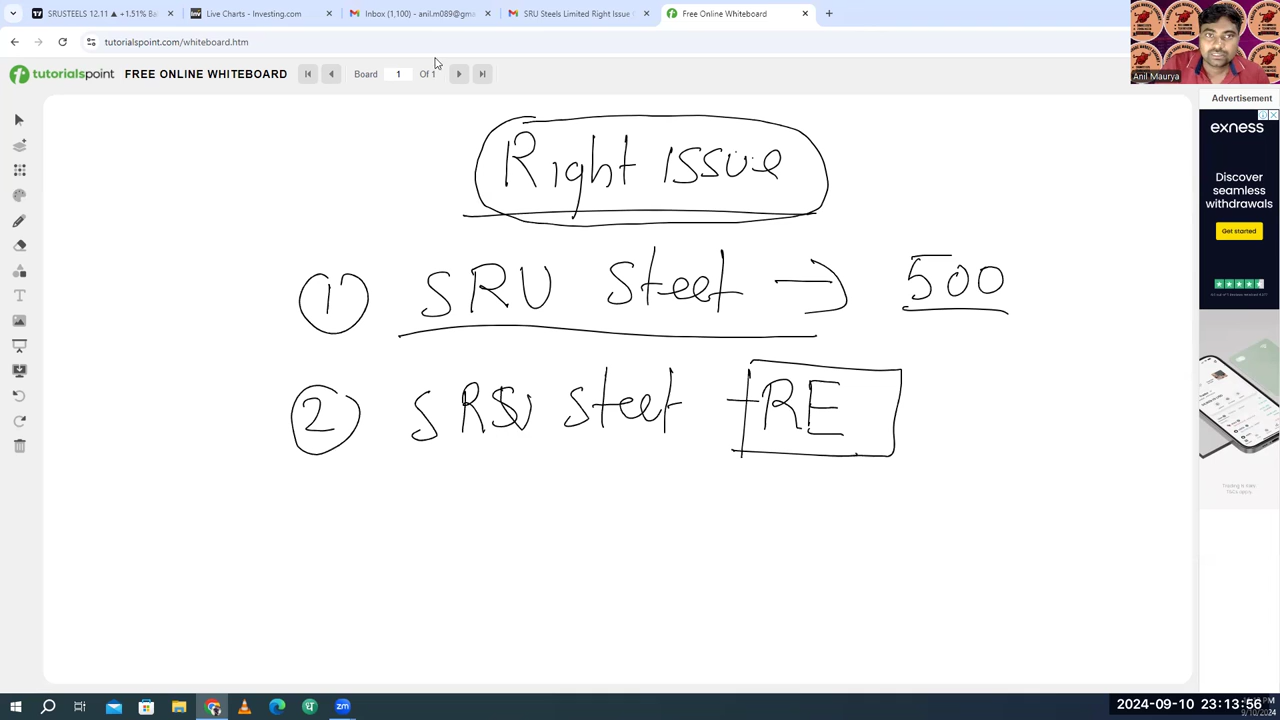 SRUSTEELS 12.11 ▲ +1.51% Ba
Live Charts - Investing.com
Inbox (1,100) - anil.m089@gm
SRU Steels Limited Right Issue
Free Online Whiteboard
tutorialspoint.com/whiteboard.htm
Anil Maurya
tutorialspoint FREE ONLINE WHITEBOARD Board 1 Of 1
Advertisement
exness
Discover
seamless
withdrawals
Get started
Right issue
① SRU Steel → 500
② SRU Steel - RE
2024-09-10 23:13:56
9/10/2024